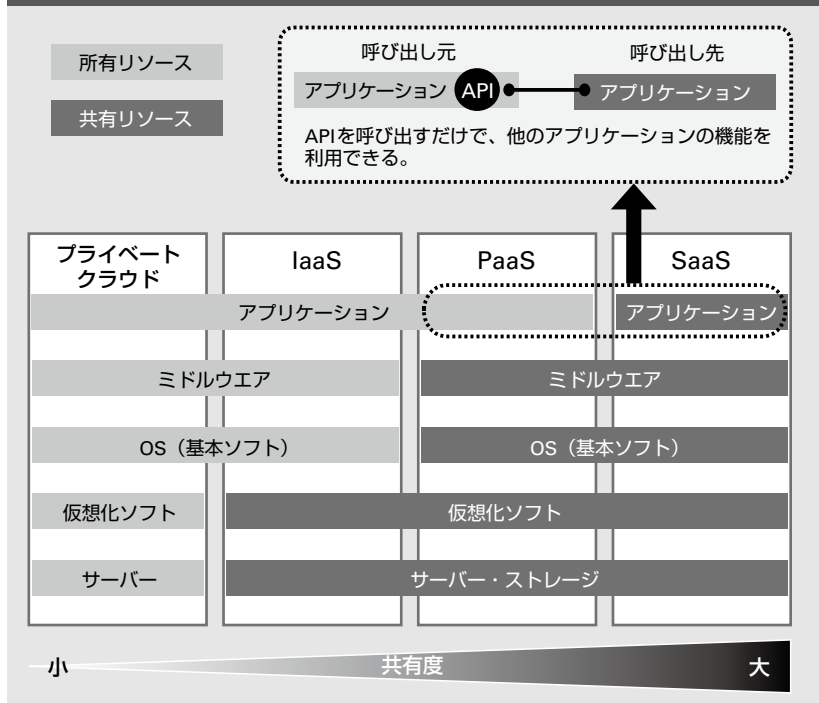 所有リソース
共有リソース
呼び出し元
呼び出し先
アプリケーション API
アプリケーション
APIを呼び出すだけで、他のアプリケーションの機能を
利用できる。
プライベート
クラウド
IaaS
PaaS
SaaS
アプリケーション
アプリケーション
ミドルウエア
ミドルウエア
OS（基本ソフト）
OS（基本ソフト）
仮想化ソフト
仮想化ソフト
サーバー
サーバー・ストレージ
小
共有度
大